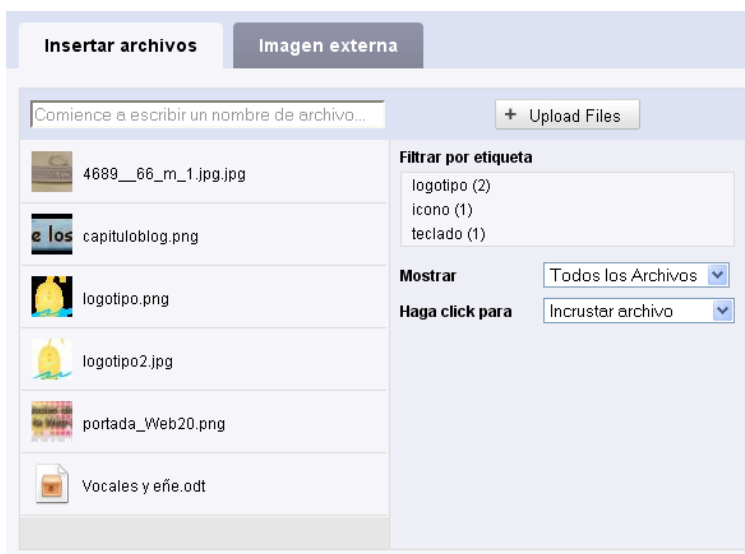 Insertar archivos
Imagen externa
Comience a escribir un nombre de archivo...
+ Upload Files
4689__66_m_1.jpg.jpg
e los
capituloblog.png
logotipo.png
logotipo2.jpg
portada_Web20.png
Vocales y eñe.odt
Filtrar por etiqueta
logotipo (2)
icono (1)
teclado (1)
Mostrar
Todos los Archivos
Haga click para
Incrustar archivo